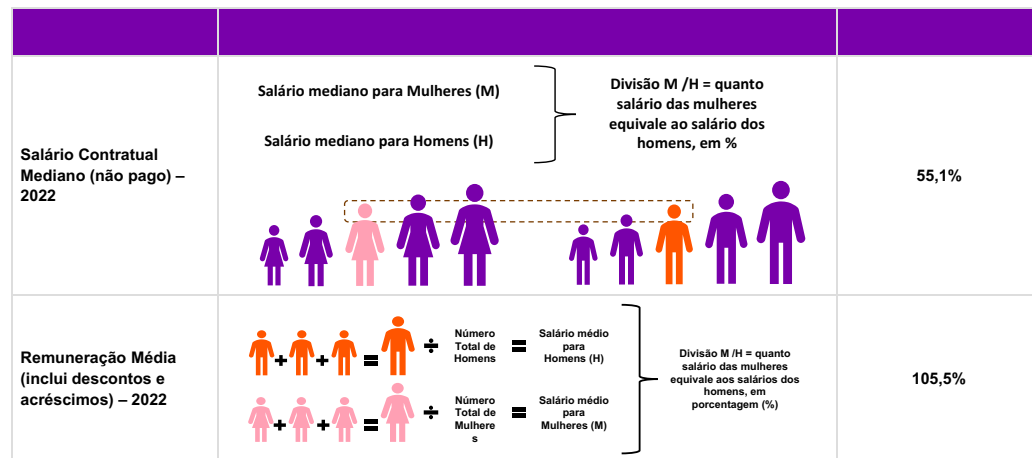 Salário Contratual
Mediano (não pago) –
2022
Salário mediano para Mulheres (M)
Salário mediano para Homens (H)
Divisão M /H = quanto
salário das mulheres
equivale ao salário dos
homens, em %
55,1%
Remuneração Média
(inclui descontos e
acréscimos) – 2022
+ + = ÷
Número
Total de
Homens
=
Salário médio
para
Homens (H)
+ + = ÷
Número
Total de
Mulhere
s
=
Salário médio
para
Mulheres (M)
Divisão M /H = quanto
salário das mulheres
equivale aos salários dos
homens, em
porcentagem (%)
105,5%